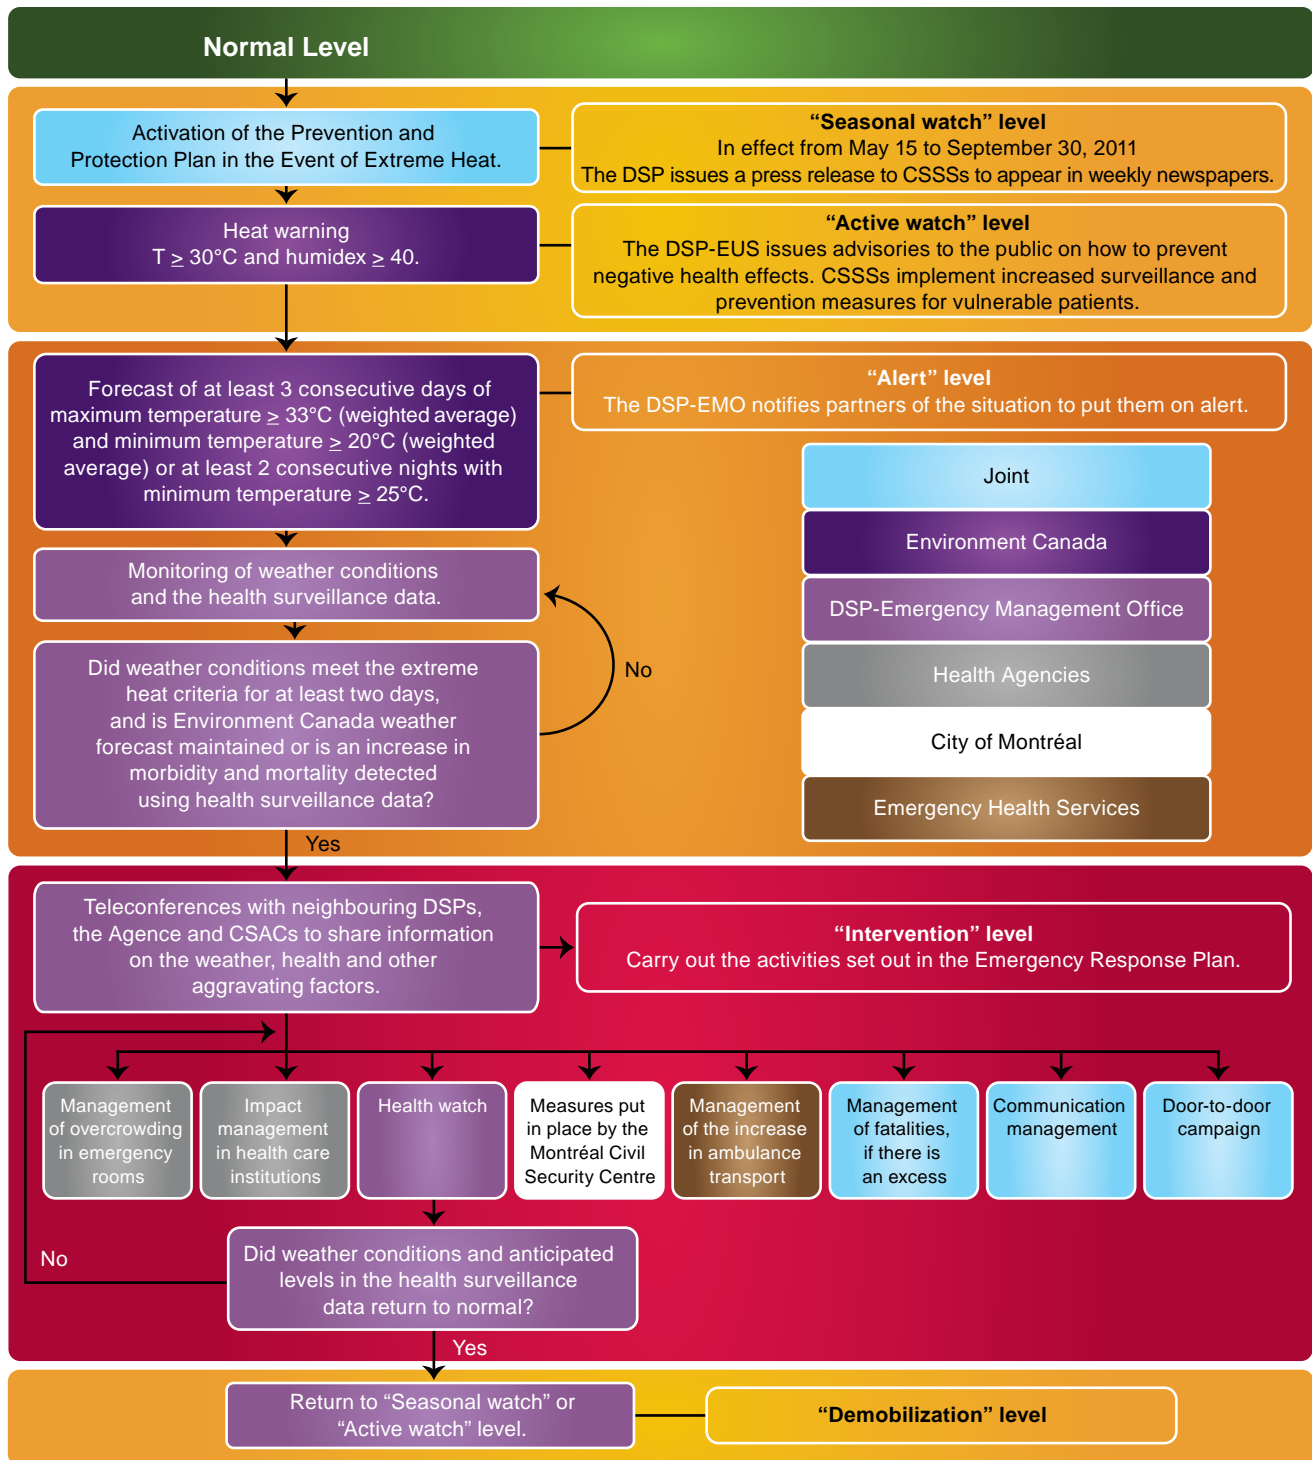 Normal Level
Activation of the Prevention and
Protection Plan in the Event of Extreme Heat.
“Seasonal watch” level
In effect from May 15 to September 30, 2011
The DSP issues a press release to CSSSs to appear in weekly newspapers.
Heat warning
T ≥ 30°C and humidex ≥ 40.
“Active watch” level
The DSP-EUS issues advisories to the public on how to prevent
negative health effects. CSSSs implement increased surveillance and
prevention measures for vulnerable patients.
Forecast of at least 3 consecutive days of
maximum temperature ≥ 33°C (weighted average)
and minimum temperature ≥ 20°C (weighted
average) or at least 2 consecutive nights with
minimum temperature ≥ 25°C.
“Alert” level
The DSP-EMO notifies partners of the situation to put them on alert.
Joint
Environment Canada
DSP-Emergency Management Office
Health Agencies
City of Montréal
Emergency Health Services
Monitoring of weather conditions
and the health surveillance data.
Did weather conditions meet the extreme
heat criteria for at least two days,
and is Environment Canada weather
forecast maintained or is an increase in
morbidity and mortality detected
using health surveillance data?
No
Yes
Teleconferences with neighbouring DSPs,
the Agence and CSACs to share information
on the weather, health and other
aggravating factors.
“Intervention” level
Carry out the activities set out in the Emergency Response Plan.
Management
of overcrowding
in emergency
rooms
Impact
management
in health care
institutions
Health watch
Measures put
in place by the
Montréal Civil
Security Centre
Management
of the increase
in ambulance
transport
Management
of fatalities,
if there is
an excess
Communication
management
Door-to-door
campaign
No
Did weather conditions and anticipated
levels in the health surveillance
data return to normal?
Yes
Return to “Seasonal watch” or
“Active watch” level.
“Demobilization” level